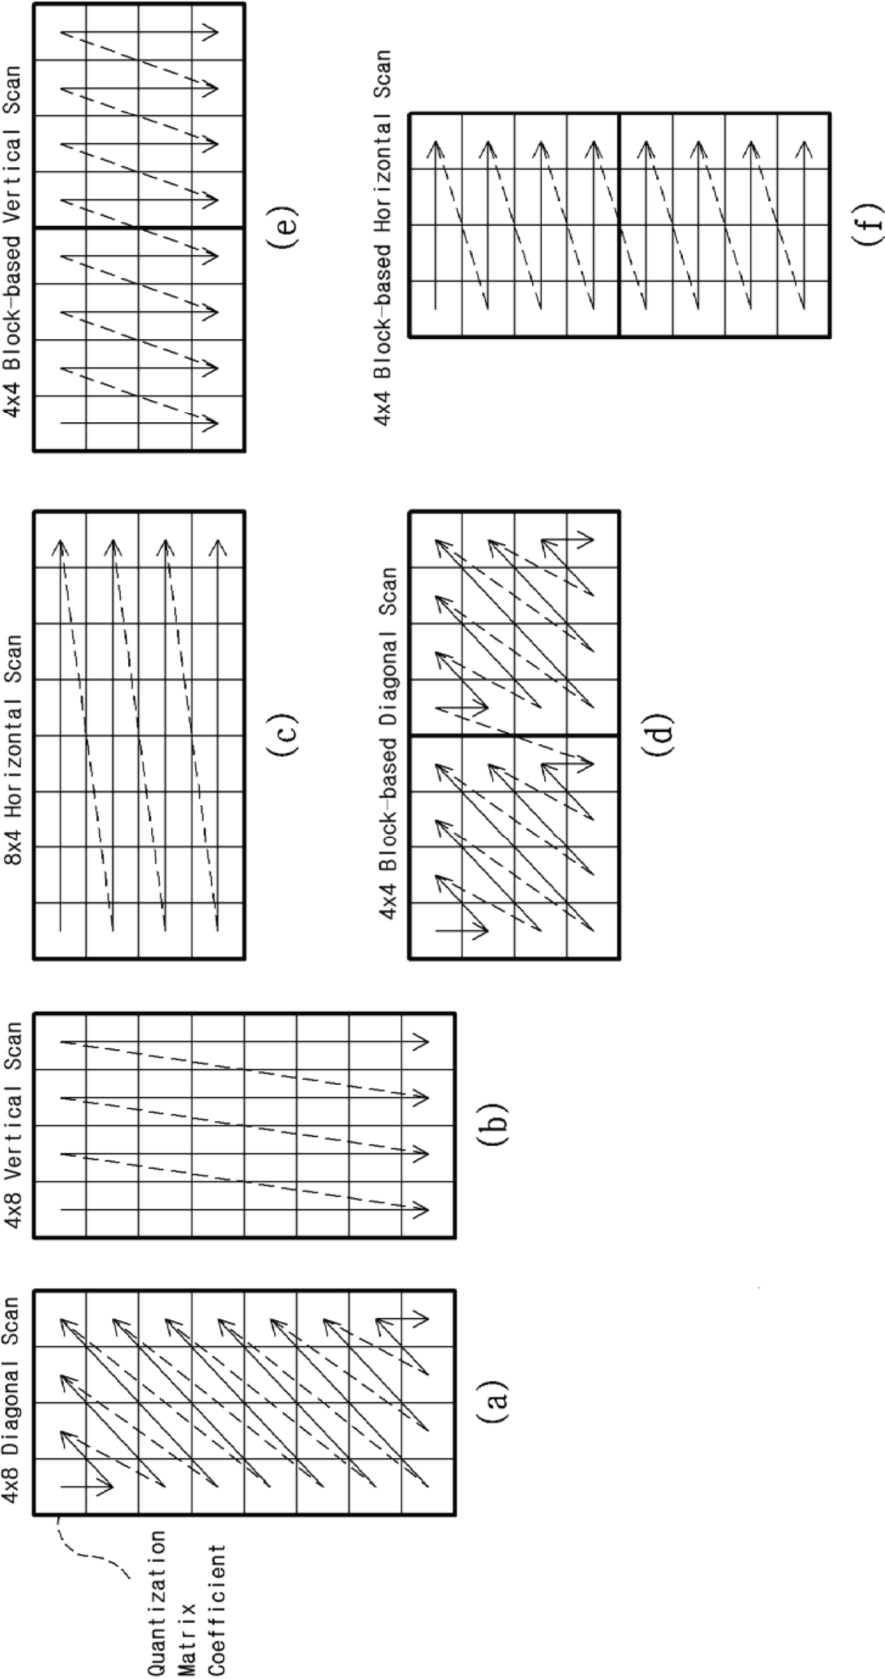 4x8 Diagonal Scan
Quantization
Matrix
Coefficient
(a)
4x8 Vertical Scan
(b)
8x4 Horizontal Scan
(c)
4x4 Block-based Diagonal Scan
(d)
4x4 Block-based Vertical Scan
(e)
4x4 Block-based Horizontal Scan
(f)